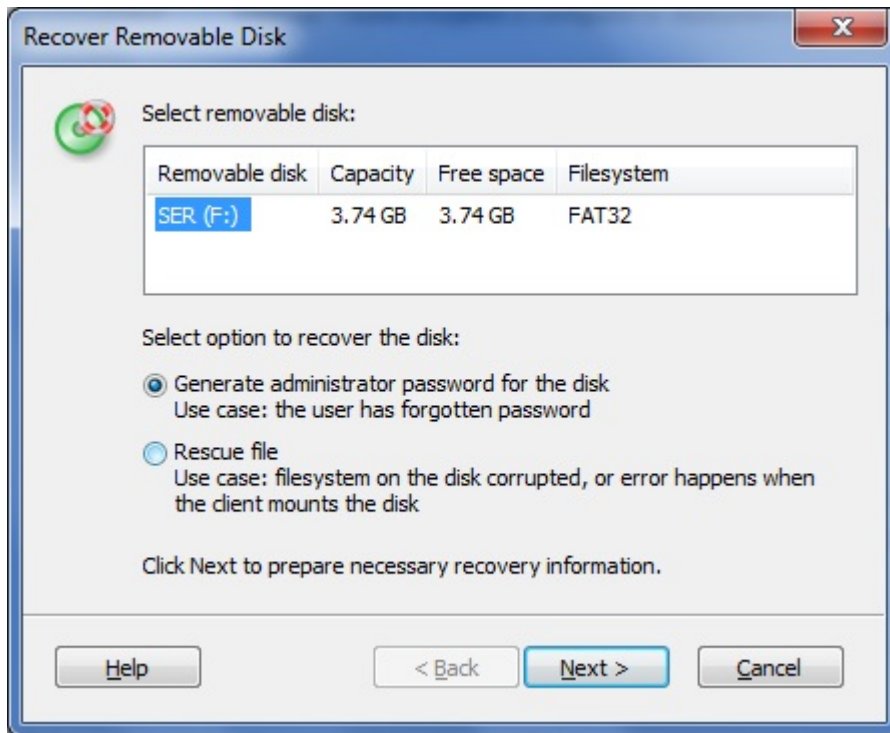 Recover Removable Disk
Select removable disk:
Removable disk Capacity Free space Filesystem
SER (F:) 3.74 GB 3.74 GB FAT32
Select option to recover the disk:
Generate administrator password for the disk
Use case: the user has forgotten password
Rescue file
Use case: filesystem on the disk corrupted, or error happens when
the client mounts the disk
Click Next to prepare necessary recovery information.
Help < Back Next > Cancel